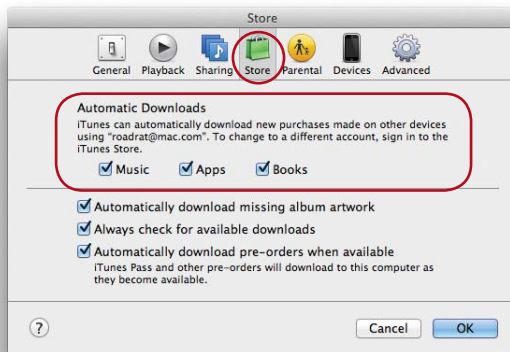 Store
General Playback Sharing Store Parental Devices Advanced
Automatic Downloads
iTunes can automatically download new purchases made on other devices
using "roadrat@mac.com". To change to a different account, sign in to the
iTunes Store.
Music Apps Books
Automatically download missing album artwork
Always check for available downloads
Automatically download pre-orders when available
iTunes Pass and other pre-orders will download to this computer as
they become available.
? Cancel OK